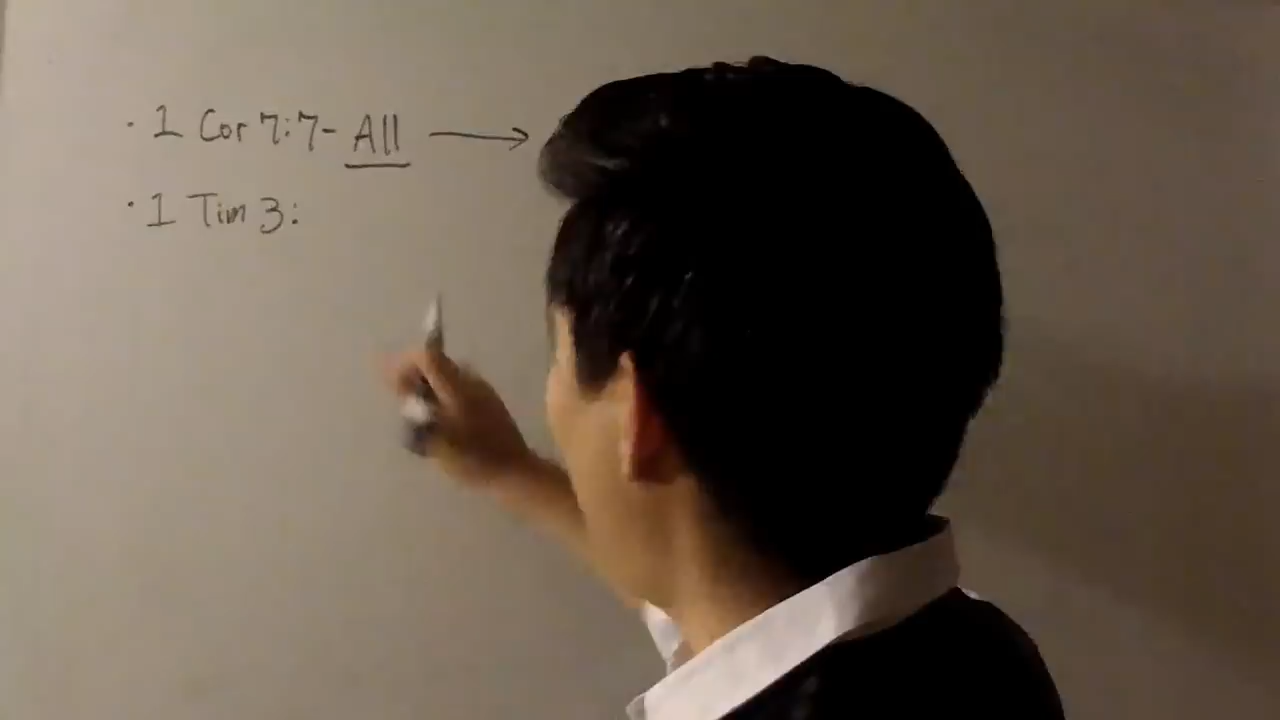 · 1 Cor 7:7- All →
· 1 Tim 3: